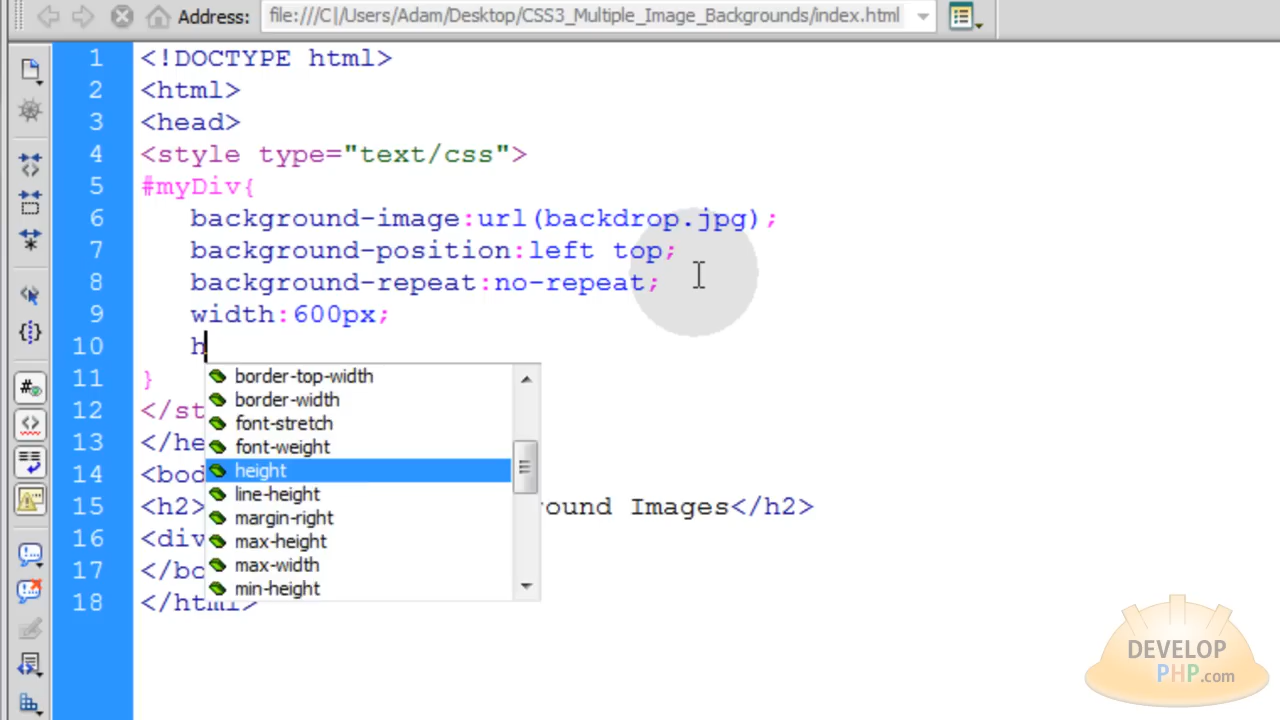 Address: file:///C|/Users/Adam/Desktop/CSS3_Multiple_Image_Backgrounds/index.html
1 <!DOCTYPE html>
2 <html>
3 <head>
4 <style type="text/css">
5 #myDiv{
6 background-image:url(backdrop.jpg);
7 background-position:left top;
8 background-repeat:no-repeat;
9 width:600px;
10 h
11 }
12 </st
13 </he
14 <bod
15 <h2> ound Images</h2>
16 <div
17 </bo
18 </html>
border-top-width
border-width
font-stretch
font-weight
height
line-height
margin-right
max-height
max-width
min-height
DEVELOP
PHP.com